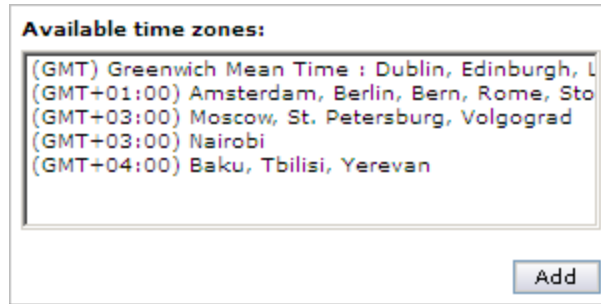 Available time zones:
(GMT) Greenwich Mean Time : Dublin, Edinburgh, L
(GMT+01:00) Amsterdam, Berlin, Bern, Rome, Sto
(GMT+03:00) Moscow, St. Petersburg, Volgograd
(GMT+03:00) Nairobi
(GMT+04:00) Baku, Tbilisi, Yerevan
Add